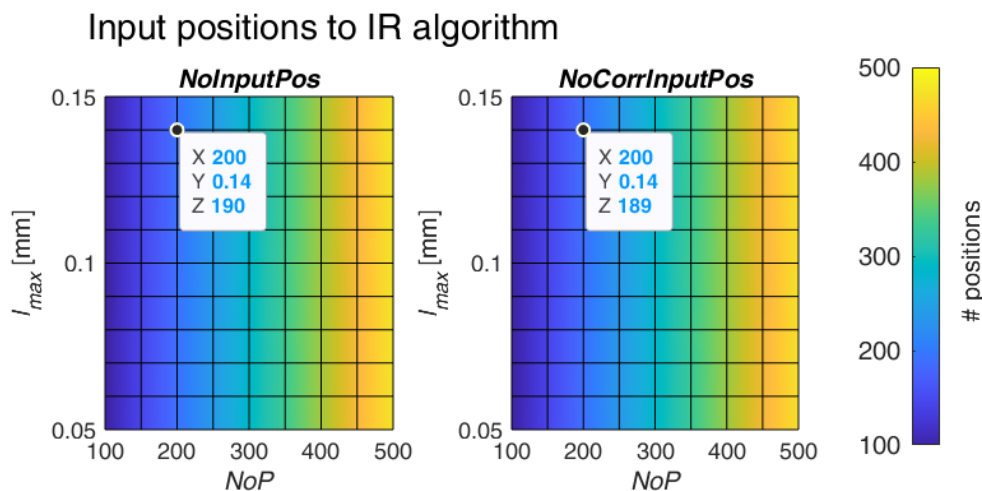 Input positions to IR algorithm
NoInputPos
0.15
0.1
0.05
I_max [mm]
X 200
Y 0.14
Z 190
100 200 300 400 500
NoP
NoCorrInputPos
0.15
0.1
0.05
I_max [mm]
X 200
Y 0.14
Z 189
100 200 300 400 500
NoP
500
400
300
200
100
# positions